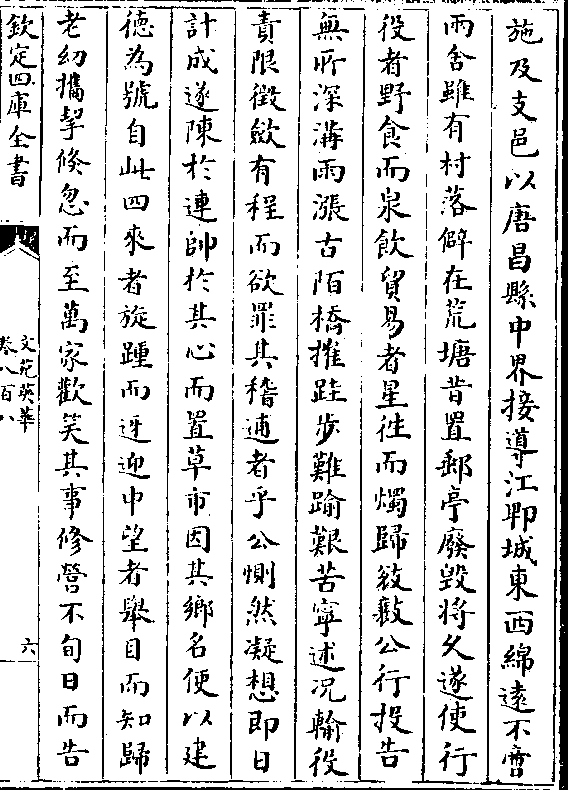 施及支邑以唐昌縣中界接導江郫城東西綿遠不啻
兩舍雖有村落僻在荒塘昔置郵亭廢毀將久遂使行
役者野食而泉飲貿易者星往而燭歸寇斂公行投告
無所深溝雨漲古陌橋摧跬步難踰艱苦寧述况輸役
責限徵斂有程而欲罪其稽逋者乎公惻然凝想即日
計成遂陳於連帥於其心而置草市因其鄉名便以建
德為號自此四來者旋踵而迓迎中望者舉目而知歸
老幼攜挈倐忽而至萬家歡笑其事修營不旬日而告
欽定四庫全書
文苑英華
卷八百八
六